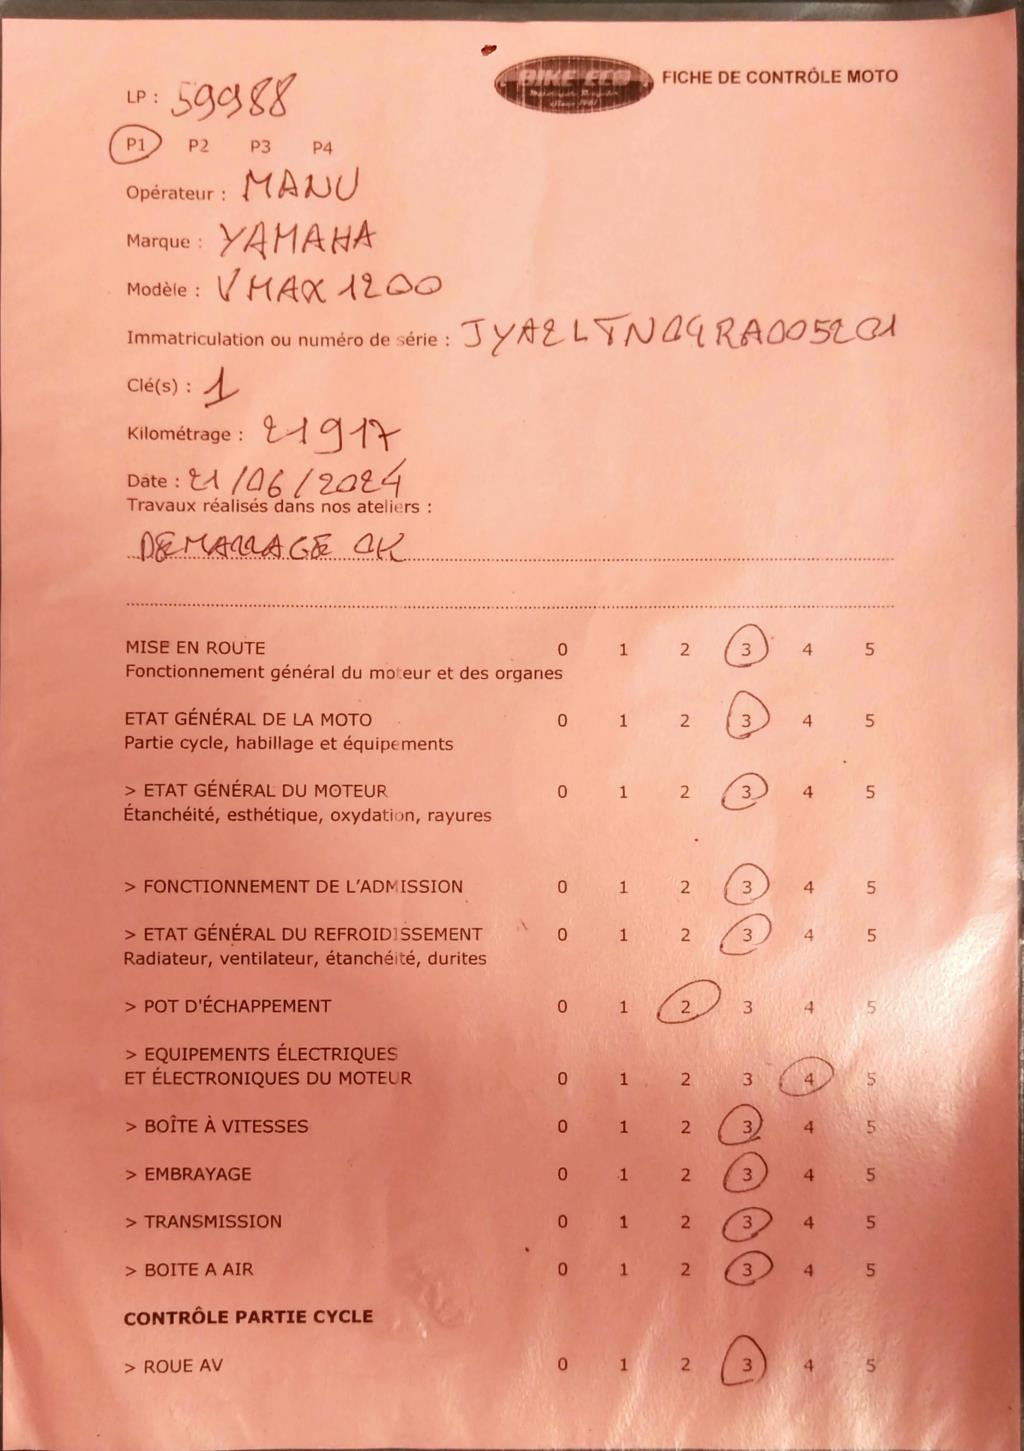 BIKE ECO
FICHE DE CONTRÔLE MOTO
LP : 59988
P1 P2 P3 P4
Opérateur : MANU
Marque : YAMAHA
Modèle : VMAX 1200
Immatriculation ou numéro de série : JYA2LTN04RA005201
Clé(s) : 1
Kilométrage : 21917
Date : 21/06/2024
Travaux réalisés dans nos ateliers :
DEMARRAGE OK
MISE EN ROUTE 0 1 2 3 4 5
Fonctionnement général du moteur et des organes
ETAT GÉNÉRAL DE LA MOTO 0 1 2 3 4 5
Partie cycle, habillage et équipements
> ETAT GÉNÉRAL DU MOTEUR 0 1 2 3 4 5
Étanchéité, esthétique, oxydation, rayures
> FONCTIONNEMENT DE L'ADMISSION 0 1 2 3 4 5
> ETAT GÉNÉRAL DU REFROIDISSEMENT 0 1 2 3 4 5
Radiateur, ventilateur, étanchéité, durites
> POT D'ÉCHAPPEMENT 0 1 2 3 4 5
> EQUIPEMENTS ÉLECTRIQUES
ET ÉLECTRONIQUES DU MOTEUR 0 1 2 3 4 5
> BOÎTE À VITESSES 0 1 2 3 4 5
> EMBRAYAGE 0 1 2 3 4 5
> TRANSMISSION 0 1 2 3 4 5
> BOITE A AIR 0 1 2 3 4 5
CONTRÔLE PARTIE CYCLE
> ROUE AV 0 1 2 3 4 5